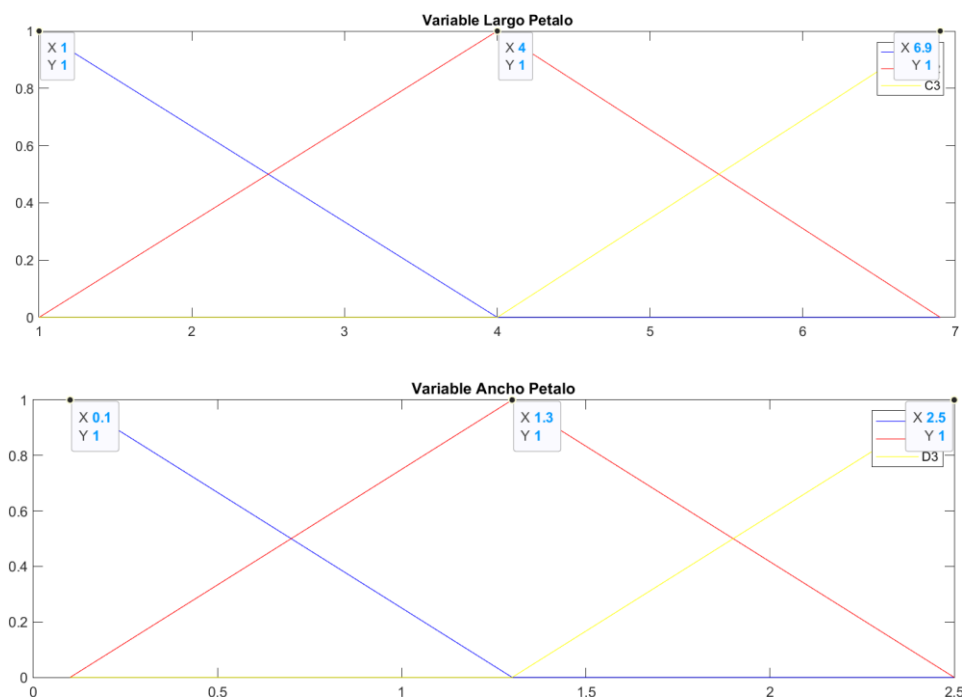 Variable Largo Petalo
1
0.8
0.6
0.4
0.2
0
X 1
Y 1
X 4
Y 1
X 6.9
Y 1
C3
1 2 3 4 5 6 7
Variable Ancho Petalo
1
0.8
0.6
0.4
0.2
0
X 0.1
Y 1
X 1.3
Y 1
X 2.5
Y 1
D3
0 0.5 1 1.5 2 2.5